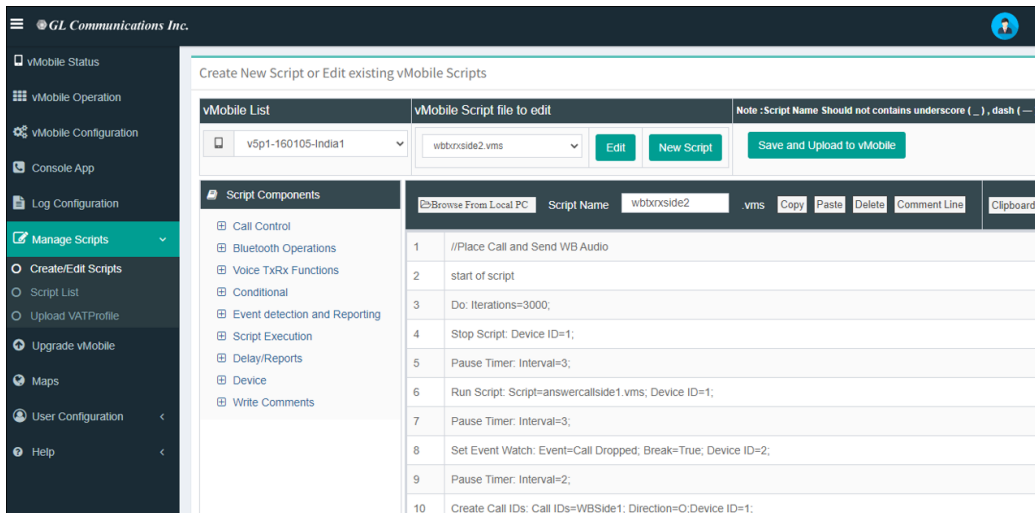 GL Communications Inc.
vMobile Status
vMobile Operation
vMobile Configuration
Console App
Log Configuration
Manage Scripts
Create/Edit Scripts
Script List
Upload VATProfile
Upgrade vMobile
Maps
User Configuration
Help
Create New Script or Edit existing vMobile Scripts
vMobile List
vMobile Script file to edit
Note :Script Name Should not contains underscore ( _ ) , dash ( —
v5p1-160105-India1
wbtxrxside2.vms
Edit
New Script
Save and Upload to vMobile
Script Components
Call Control
Bluetooth Operations
Voice TxRx Functions
Conditional
Event detection and Reporting
Script Execution
Delay/Reports
Device
Write Comments
Browse From Local PC Script Name wbtxrxside2 .vms Copy Paste Delete Comment Line Clipboard
1 //Place Call and Send WB Audio
2 start of script
3 Do: Iterations=3000;
4 Stop Script: Device ID=1;
5 Pause Timer: Interval=3;
6 Run Script: Script=answercallside1.vms; Device ID=1;
7 Pause Timer: Interval=3;
8 Set Event Watch: Event=Call Dropped; Break=True; Device ID=2;
9 Pause Timer: Interval=2;
10 Create Call IDs: Call IDs=WBSide1; Direction=O;Device ID=1;